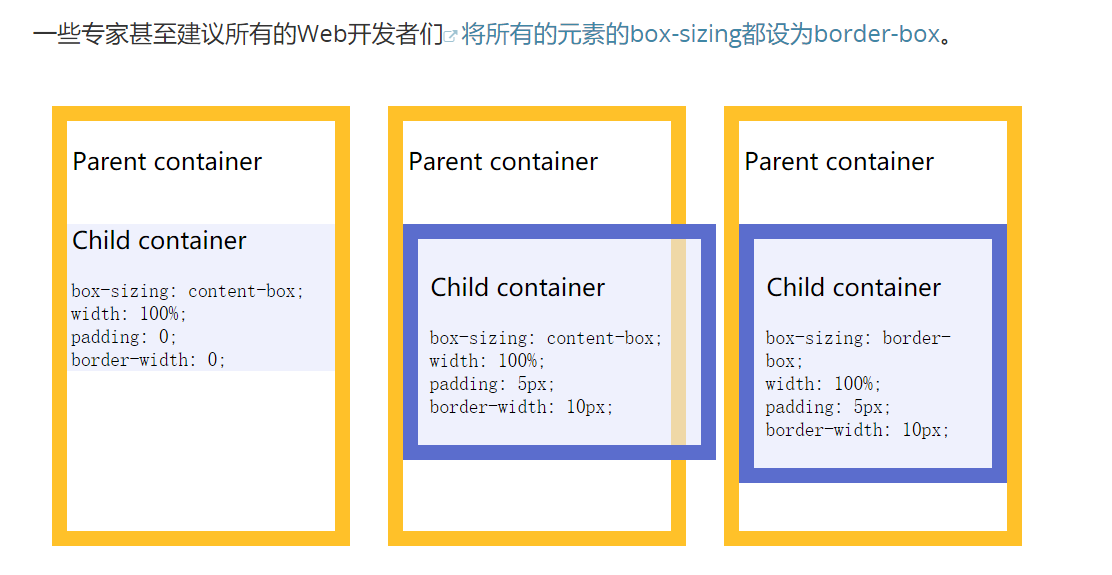 一些专家甚至建议所有的Web开发者们将所有的元素的box-sizing都设为border-box。
Parent container
Child container
box-sizing: content-box;
width: 100%;
padding: 0;
border-width: 0;
Parent container
Child container
box-sizing: content-box;
width: 100%;
padding: 5px;
border-width: 10px;
Parent container
Child container
box-sizing: border-
box;
width: 100%;
padding: 5px;
border-width: 10px;